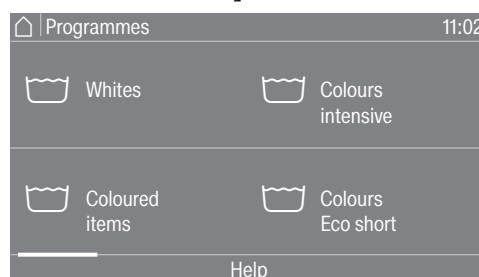 Programmes 11:02
Whites
Colours
intensive
Coloured
items
Colours
Eco short
Help